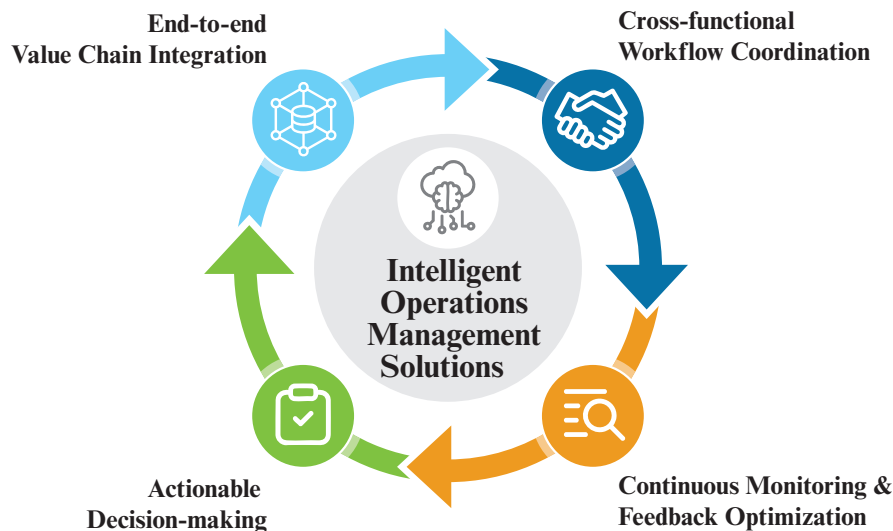 End-to-end
Value Chain Integration
Cross-functional
Workflow Coordination
Intelligent
Operations
Management
Solutions
Actionable
Decision-making
Continuous Monitoring &
Feedback Optimization